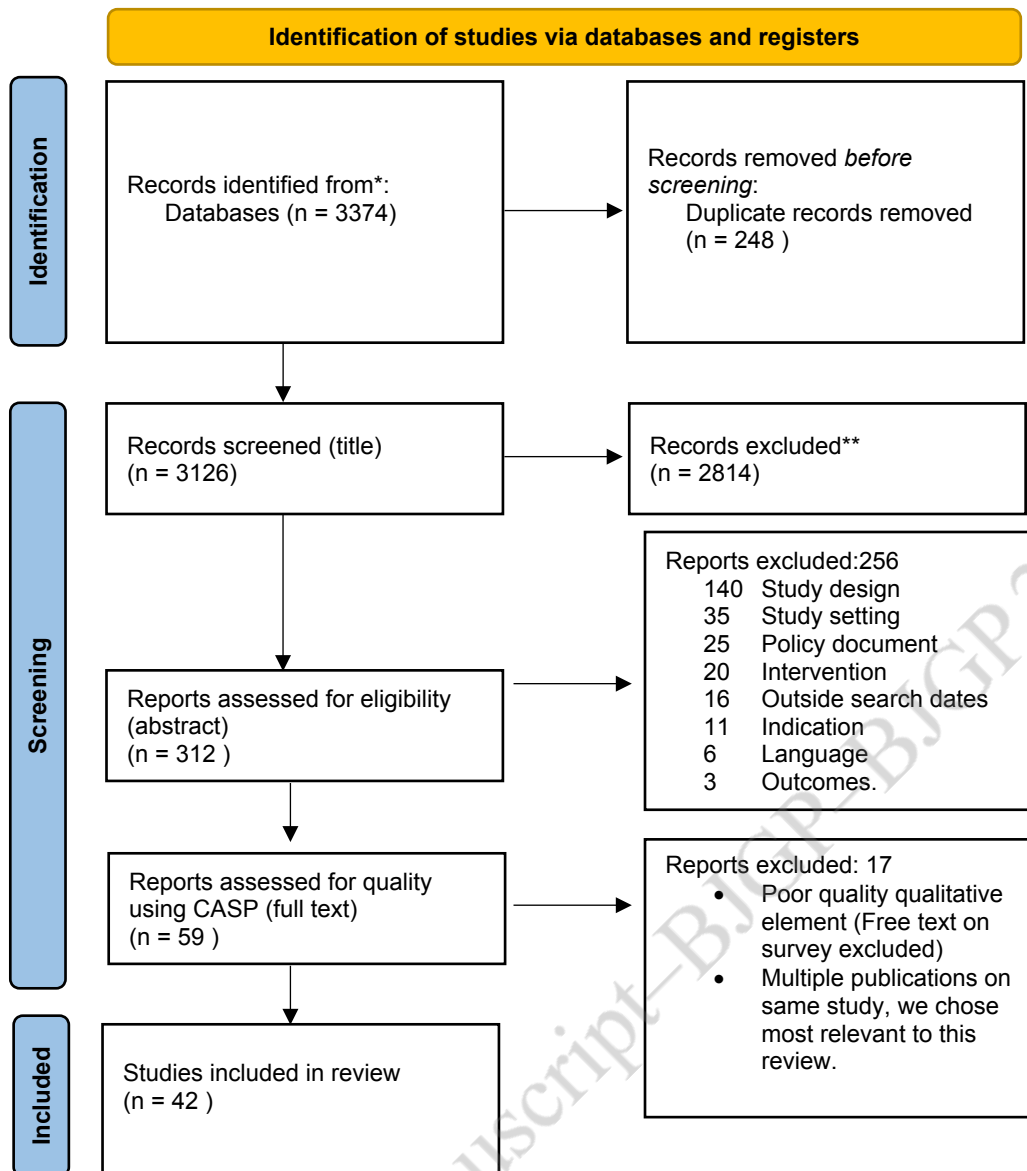 Identification of studies via databases and registers
Identification
Records identified from*:
Databases (n = 3374)
Records removed before
screening:
Duplicate records removed
(n = 248 )
Screening
Records screened (title)
(n = 3126)
Records excluded**
(n = 2814)
Reports assessed for eligibility
(abstract)
(n = 312 )
Reports excluded:256
140 Study design
35 Study setting
25 Policy document
20 Intervention
16 Outside search dates
11 Indication
6 Language
3 Outcomes.
Reports assessed for quality
using CASP (full text)
(n = 59 )
Reports excluded: 17
• Poor quality qualitative
element (Free text on
survey excluded)
• Multiple publications on
same study, we chose
most relevant to this
review.
Included
Studies included in review
(n = 42 )